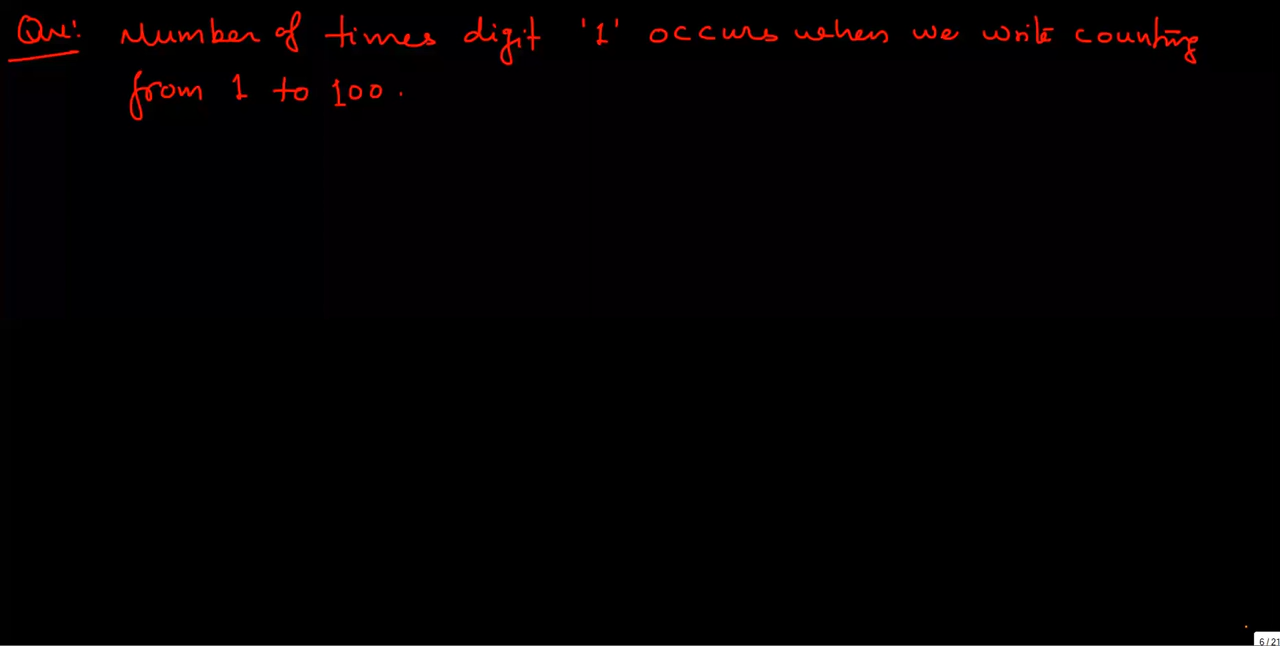 Que: Number of times digit '1' occurs when we write counting
from 1 to 100.
6 / 21